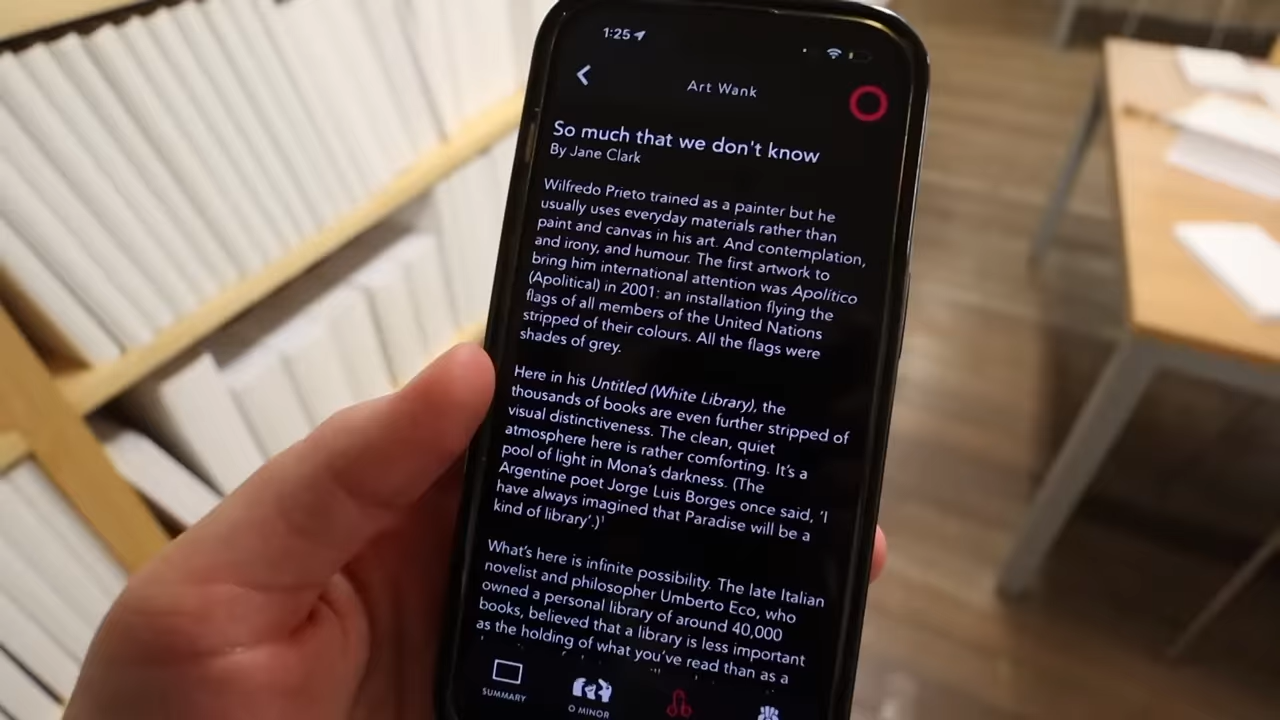 1:25
Art Wank
So much that we don't know
By Jane Clark
Wilfredo Prieto trained as a painter but he
usually uses everyday materials rather than
paint and canvas in his art. And contemplation,
and irony, and humour. The first artwork to
bring him international attention was Apolítico
(Apolitical) in 2001: an installation flying the
flags of all members of the United Nations
stripped of their colours. All the flags were
shades of grey.
Here in his Untitled (White Library), the
thousands of books are even further stripped of
visual distinctiveness. The clean, quiet
atmosphere here is rather comforting. It's a
pool of light in Mona's darkness. (The
Argentine poet Jorge Luis Borges once said, 'I
have always imagined that Paradise will be a
kind of library'.)¹
What's here is infinite possibility. The late Italian
novelist and philosopher Umberto Eco, who
owned a personal library of around 40,000
books, believed that a library is less important
as the holding of what you've read than as a
SUMMARY
O MINOR